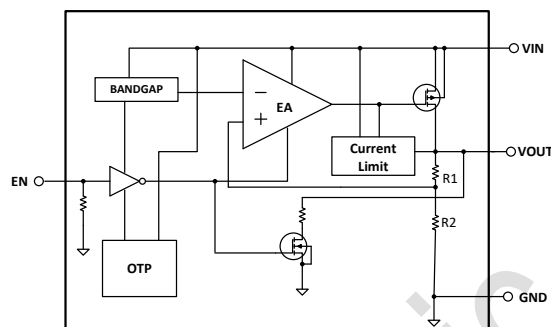 VIN
BANDGAP
−
EA
+
Current
Limit
VOUT
R1
EN
R2
OTP
GND